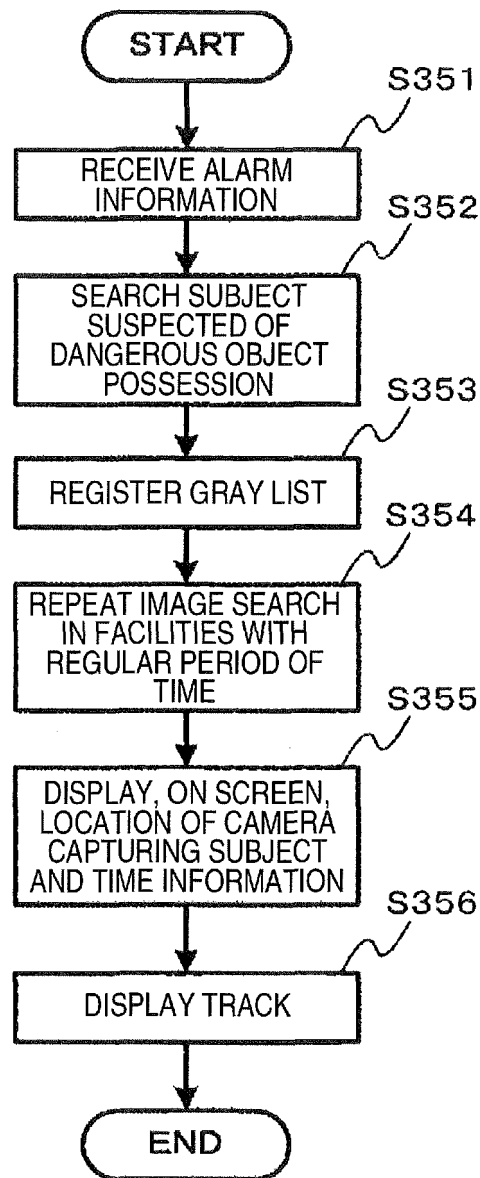 START
S351
RECEIVE ALARM
INFORMATION
S352
SEARCH SUBJECT
SUSPECTED OF
DANGEROUS OBJECT
POSSESSION
S353
REGISTER GRAY LIST
S354
REPEAT IMAGE SEARCH
IN FACILITIES WITH
REGULAR PERIOD OF
TIME
S355
DISPLAY, ON SCREEN,
LOCATION OF CAMERA
CAPTURING SUBJECT
AND TIME INFORMATION
S356
DISPLAY TRACK
END